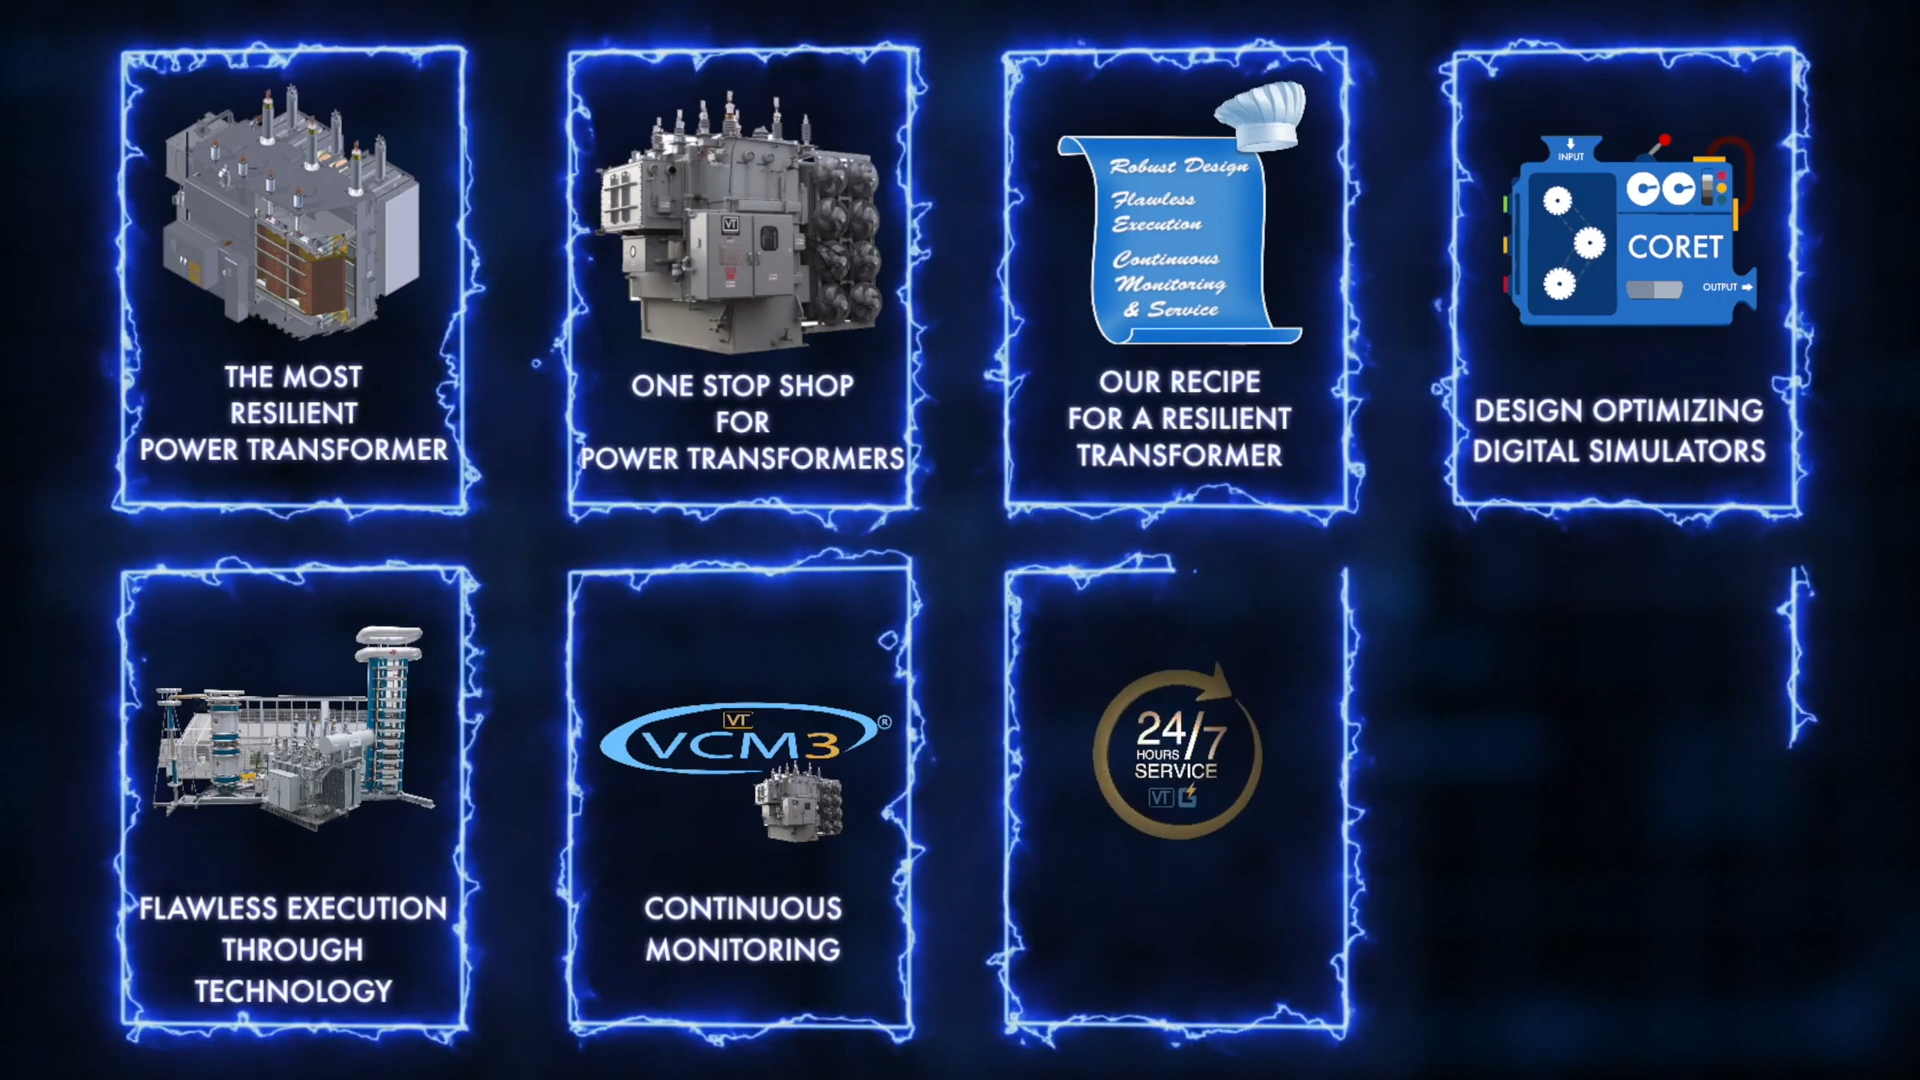 THE MOST
RESILIENT
POWER TRANSFORMER
VT
ONE STOP SHOP
FOR
POWER TRANSFORMERS
Robust Design
Flawless
Execution
Continuous
Monitoring
& Service
OUR RECIPE
FOR A RESILIENT
TRANSFORMER
INPUT
CORET
OUTPUT
DESIGN OPTIMIZING
DIGITAL SIMULATORS
FLAWLESS EXECUTION
THROUGH
TECHNOLOGY
VT
VCM3®
CONTINUOUS
MONITORING
24/7
HOURS
SERVICE
VT G